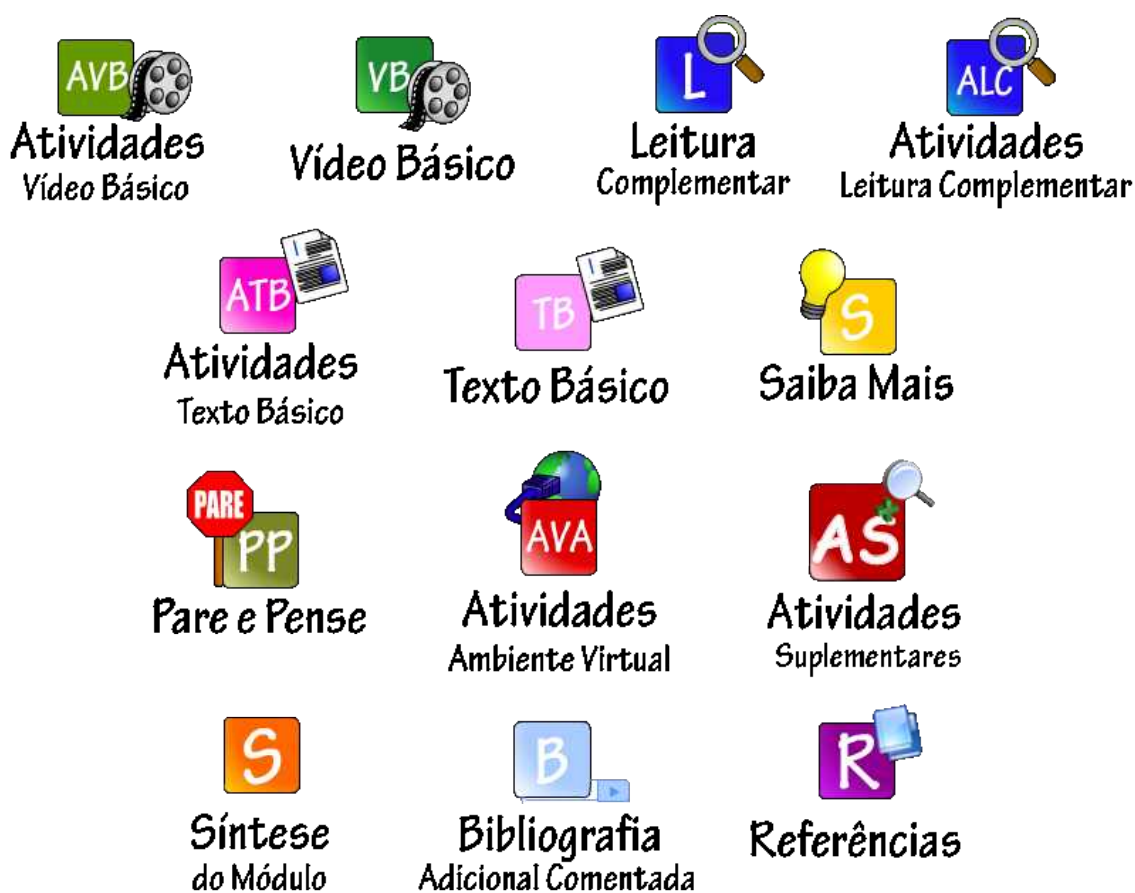 AVB
Atividades
Vídeo Básico
VB
Vídeo Básico
L
Leitura
Complementar
ALC
Atividades
Leitura Complementar
ATB
Atividades
Texto Básico
TB
Texto Básico
S
Saiba Mais
PARE
PP
Pare e Pense
AVA
Atividades
Ambiente Virtual
AS
Atividades
Suplementares
S
Síntese
do Módulo
B
Bibliografia
Adicional Comentada
R
Referências